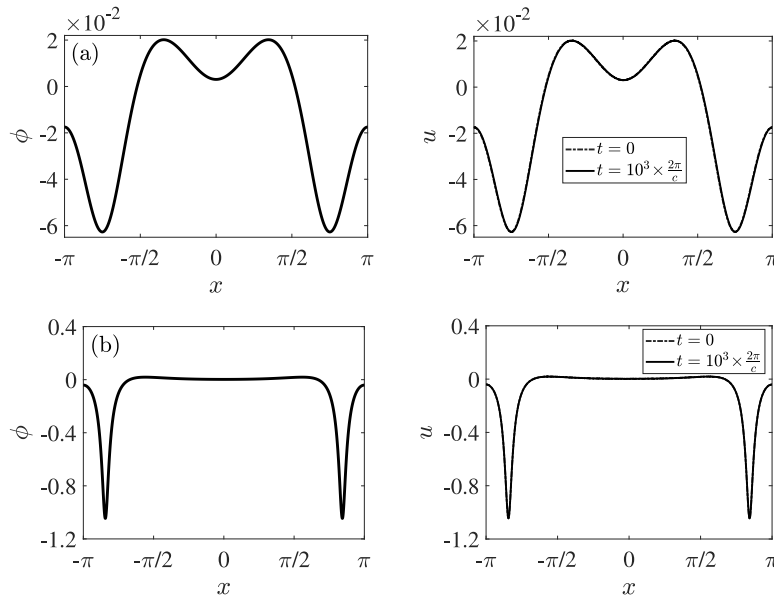 ×10⁻²
(a)
2
0
-2
-4
-6
ϕ
-π
-π/2
0
π/2
π
x
×10⁻²
2
0
-2
-4
-6
u
t = 0
t = 10³ × 2π/c
-π
-π/2
0
π/2
π
x
(b)
0.4
0
-0.4
-0.8
-1.2
ϕ
-π
-π/2
0
π/2
π
x
0.4
0
-0.4
-0.8
-1.2
u
t = 0
t = 10³ × 2π/c
-π
-π/2
0
π/2
π
x